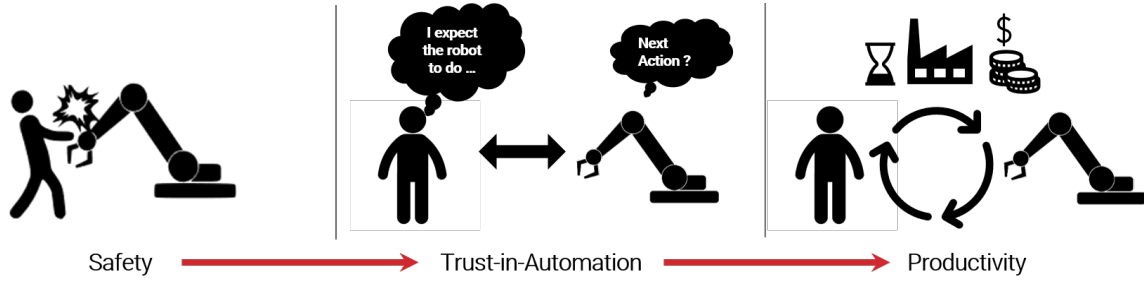 I expect
the robot
to do ...
Next
Action ?
$
Safety
Trust-in-Automation
Productivity